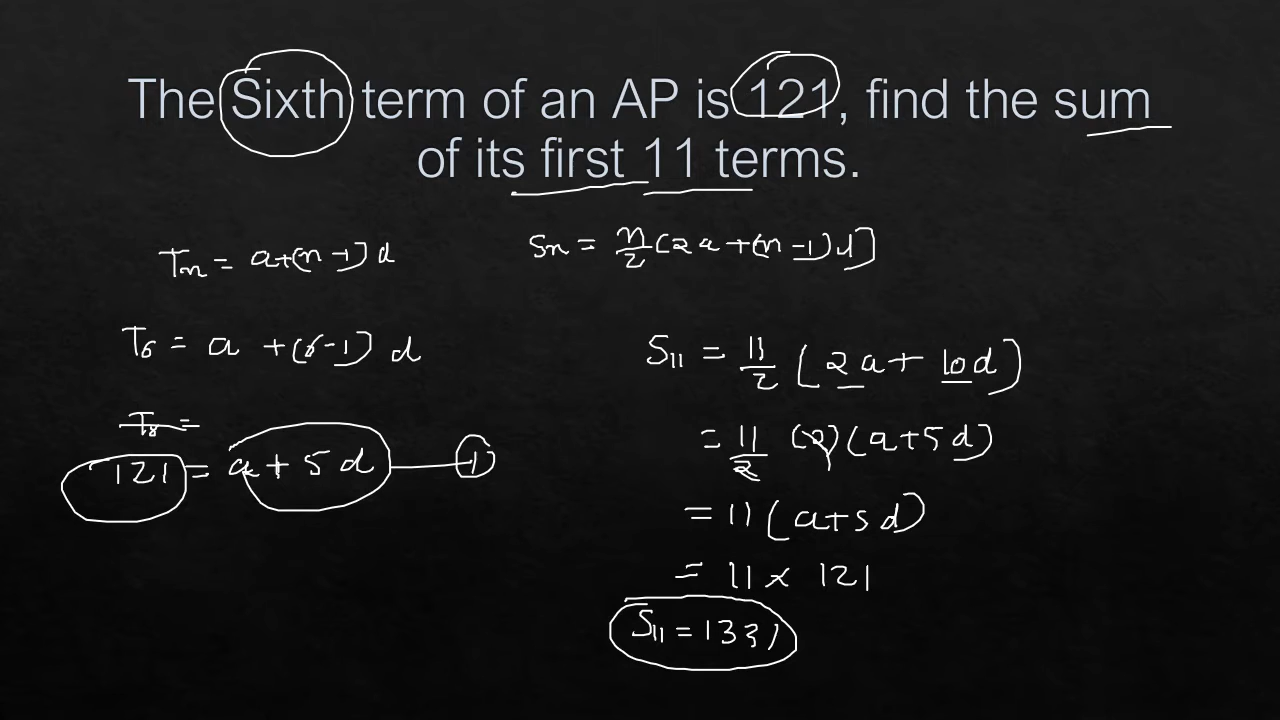 The Sixth term of an AP is 121, find the sum
of its first 11 terms.
Tn = a+(n-1)d
Sn = n/2 [2a+(n-1)d]
T6 = a +(6-1) d
S11 = 11/2 (2a+ 10d)
T8 =
= 11/2 (2)(a+5d)
121 = a+5d 1
= 11(a+5d)
= 11 × 121
S11 = 1331